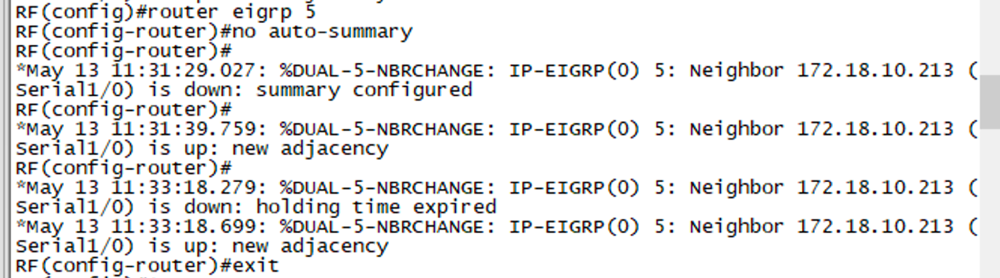 RF(config)#router eigrp 5
RF(config-router)#no auto-summary
RF(config-router)#
*May 13 11:31:29.027: %DUAL-5-NBRCHANGE: IP-EIGRP(0) 5: Neighbor 172.18.10.213 (
Serial1/0) is down: summary configured
RF(config-router)#
*May 13 11:31:39.759: %DUAL-5-NBRCHANGE: IP-EIGRP(0) 5: Neighbor 172.18.10.213 (
Serial1/0) is up: new adjacency
RF(config-router)#
*May 13 11:33:18.279: %DUAL-5-NBRCHANGE: IP-EIGRP(0) 5: Neighbor 172.18.10.213 (
Serial1/0) is down: holding time expired
*May 13 11:33:18.699: %DUAL-5-NBRCHANGE: IP-EIGRP(0) 5: Neighbor 172.18.10.213 (
Serial1/0) is up: new adjacency
RF(config-router)#exit